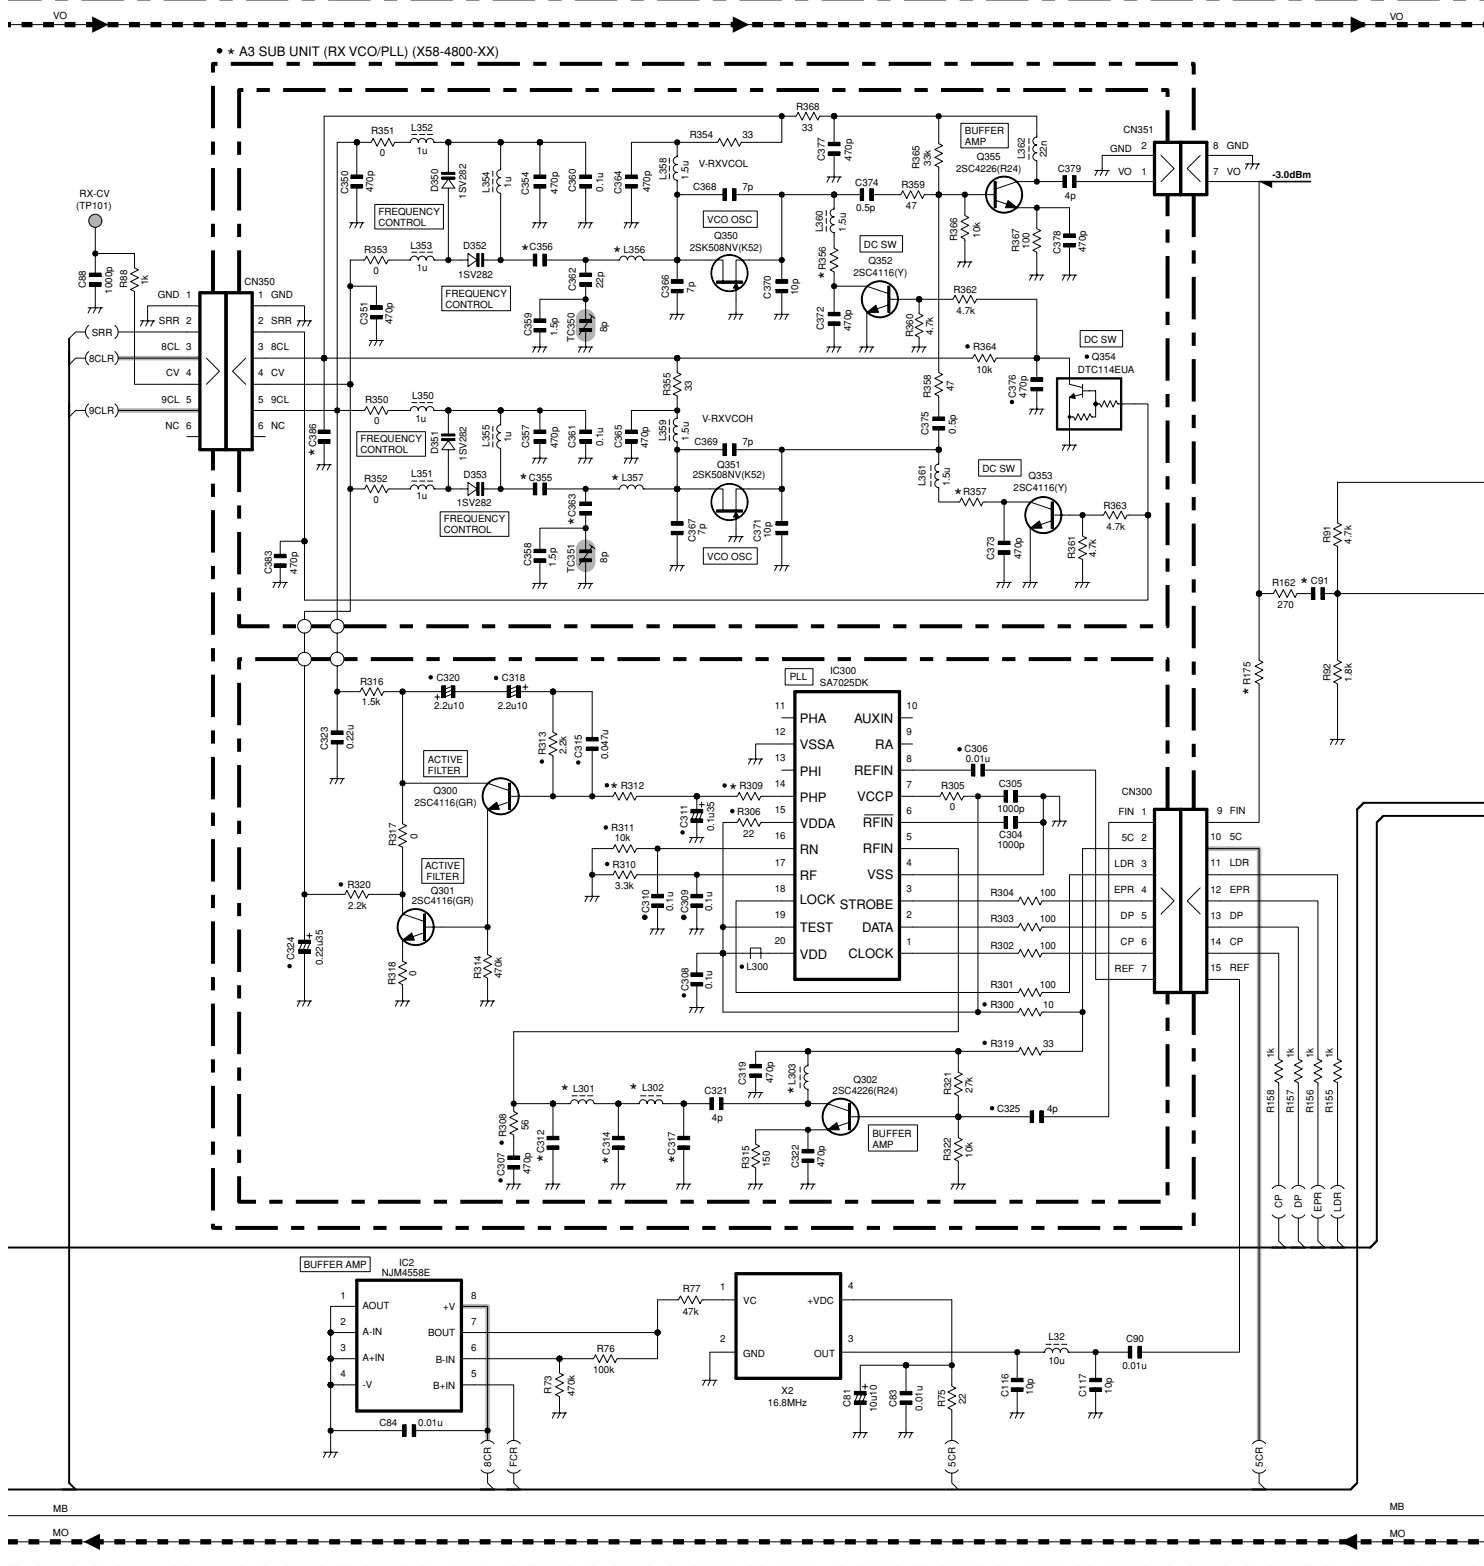 VO
VO
• * A3 SUB UNIT (RX VCO/PLL) (X58-4800-XX)
R368
33
R351
0
L352
1u
R354
33
C377
470p
R365
33k
BUFFER
AMP
Q355
2SC4226(R24)
L362
22n
CN351
GND 2
VO 1
8 GND
7 VO
-3.0dBm
C350
470p
D350
1SV282
L354
1u
C354
470p
C360
0.1u
C364
470p
L358
1.5u
V-RXVCOL
C368
7p
C374
0.5p
R359
47
C379
4p
RX-CV
(TP101)
FREQUENCY
CONTROL
VCO OSC
Q350
2SK508NV(K52)
L360
1.5u
* R356
DC SW
Q352
2SC4116(Y)
R366
10k
R367
100
C378
470p
R353
0
L353
1u
D352
1SV282
* C356
* L356
C362
22p
C88
1000p
R88
1k
CN350
FREQUENCY
CONTROL
C366
7p
C370
10p
R362
4.7k
C351
470p
C359
1.5p
TC350
8p
C372
470p
R360
4.7k
GND 1
SRR 2
8CL 3
CV 4
9CL 5
NC 6
1 GND
2 SRR
3 8CL
4 CV
5 9CL
6 NC
SRR
8CLR
9CLR
DC SW
• Q354
DTC114EUA
• R364
10k
R355
33
R358
47
• C376
470p
R350
0
L350
1u
* C386
FREQUENCY
CONTROL
D351
1SV282
L355
1u
C357
470p
C361
0.1u
C365
470p
L359
1.5u
V-RXVCOH
C369
7p
C375
0.5p
Q351
2SK508NV(K52)
L361
1.5u
DC SW
Q353
2SC4116(Y)
R352
0
L351
1u
D353
1SV282
* C355
* L357
* C363
* R357
R363
4.7k
FREQUENCY
CONTROL
C367
7p
C371
10p
VCO OSC
C383
470p
C358
1.5p
TC351
8p
C373
470p
R361
4.7k
R91
4.7k
R162
270
* C91
* R175
R92
1.8k
R316
1.5k
• C320
2.2u10
• C318
2.2u10
PLL
IC300
SA7025DK
C323
0.22u
• R313
2.2k
• C315
0.047u
ACTIVE
FILTER
Q300
2SC4116(GR)
11 PHA
12 VSSA
13 PHI
14 PHP
15 VDDA
16 RN
17 RF
18 LOCK
19 TEST
20 VDD
AUXIN 10
RA 9
REFIN 8
VCCP 7
RFIN 6
RFIN 5
VSS 4
STROBE 3
DATA 2
CLOCK 1
• C306
0.01u
R305
0
C305
1000p
C304
1000p
• * R312
• * R309
• C311
0.1u35
• R306
22
• R311
10k
• R310
3.3k
R317
0
ACTIVE
FILTER
Q301
2SC4116(GR)
• R320
2.2k
• C310
0.1u
• C309
0.1u
• C324
0.22u35
R318
0
R314
470k
• C308
0.1u
• L300
R304
100
R303
100
R302
100
R301
100
• R300
10
• R319
33
CN300
FIN 1
5C 2
LDR 3
EPR 4
DP 5
CP 6
REF 7
9 FIN
10 5C
11 LDR
12 EPR
13 DP
14 CP
15 REF
C319
470p
* L303
Q302
2SC4226(R24)
R321
27k
* L301
* L302
C321
4p
• C325
4p
• R308
56
• C307
470p
* C312
* C314
* C317
R315
150
C322
470p
BUFFER
AMP
R322
10k
R158
1k
R157
1k
R156
1k
R155
1k
CP
DP
EPR
LDR
BUFFER AMP
IC2
NJM4558E
1 AOUT
2 A-IN
3 A+IN
4 -V
+V 8
BOUT 7
B-IN 6
B+IN 5
R77
47k
R76
100k
R73
470k
1 VC
2 GND
+VDC 4
OUT 3
X2
16.8MHz
L32
10u
C90
0.01u
C81
10u10
C83
0.01u
R75
22
C116
10p
C117
10p
C84
0.01u
8CR
FCR
5CR
5CR
MB
MB
MO
MO